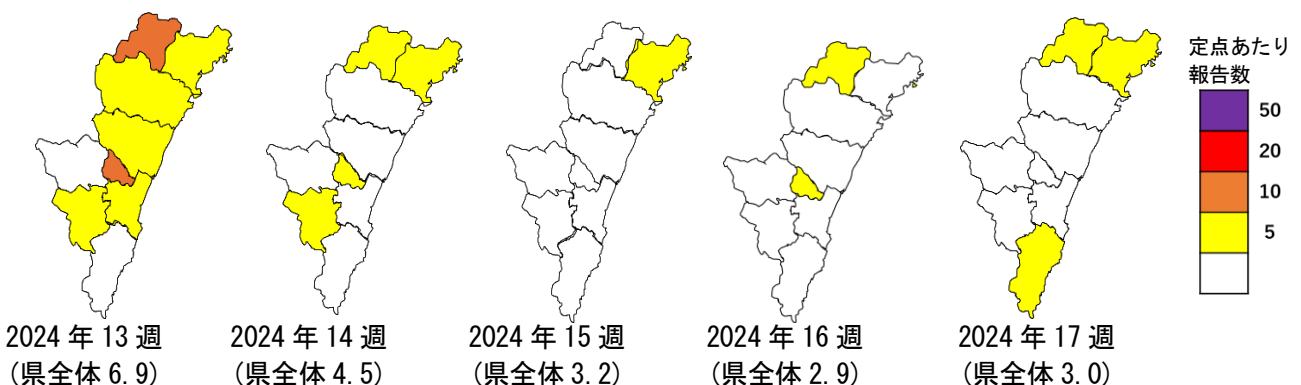 定点あたり
報告数
50
20
10
5
2024 年 13 週
(県全体 6.9)
2024 年 14 週
(県全体 4.5)
2024 年 15 週
(県全体 3.2)
2024 年 16 週
(県全体 2.9)
2024 年 17 週
(県全体 3.0)